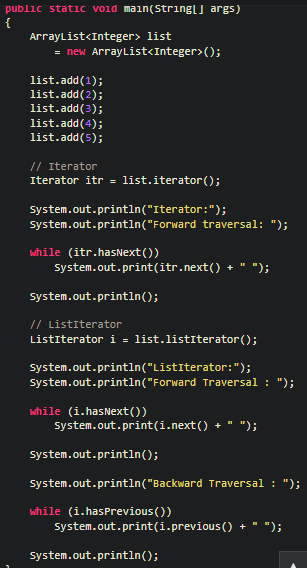 public static void main(String[] args)
{
ArrayList<Integer> list
= new ArrayList<Integer>();
list.add(1);
list.add(2);
list.add(3);
list.add(4);
list.add(5);
// Iterator
Iterator itr = list.iterator();
System.out.println("Iterator:");
System.out.println("Forward traversal: ");
while (itr.hasNext())
System.out.print(itr.next() + " ");
System.out.println();
// ListIterator
ListIterator i = list.listIterator();
System.out.println("ListIterator:");
System.out.println("Forward Traversal : ");
while (i.hasNext())
System.out.print(i.next() + " ");
System.out.println();
System.out.println("Backward Traversal : ");
while (i.hasPrevious())
System.out.print(i.previous() + " ");
System.out.println();
}